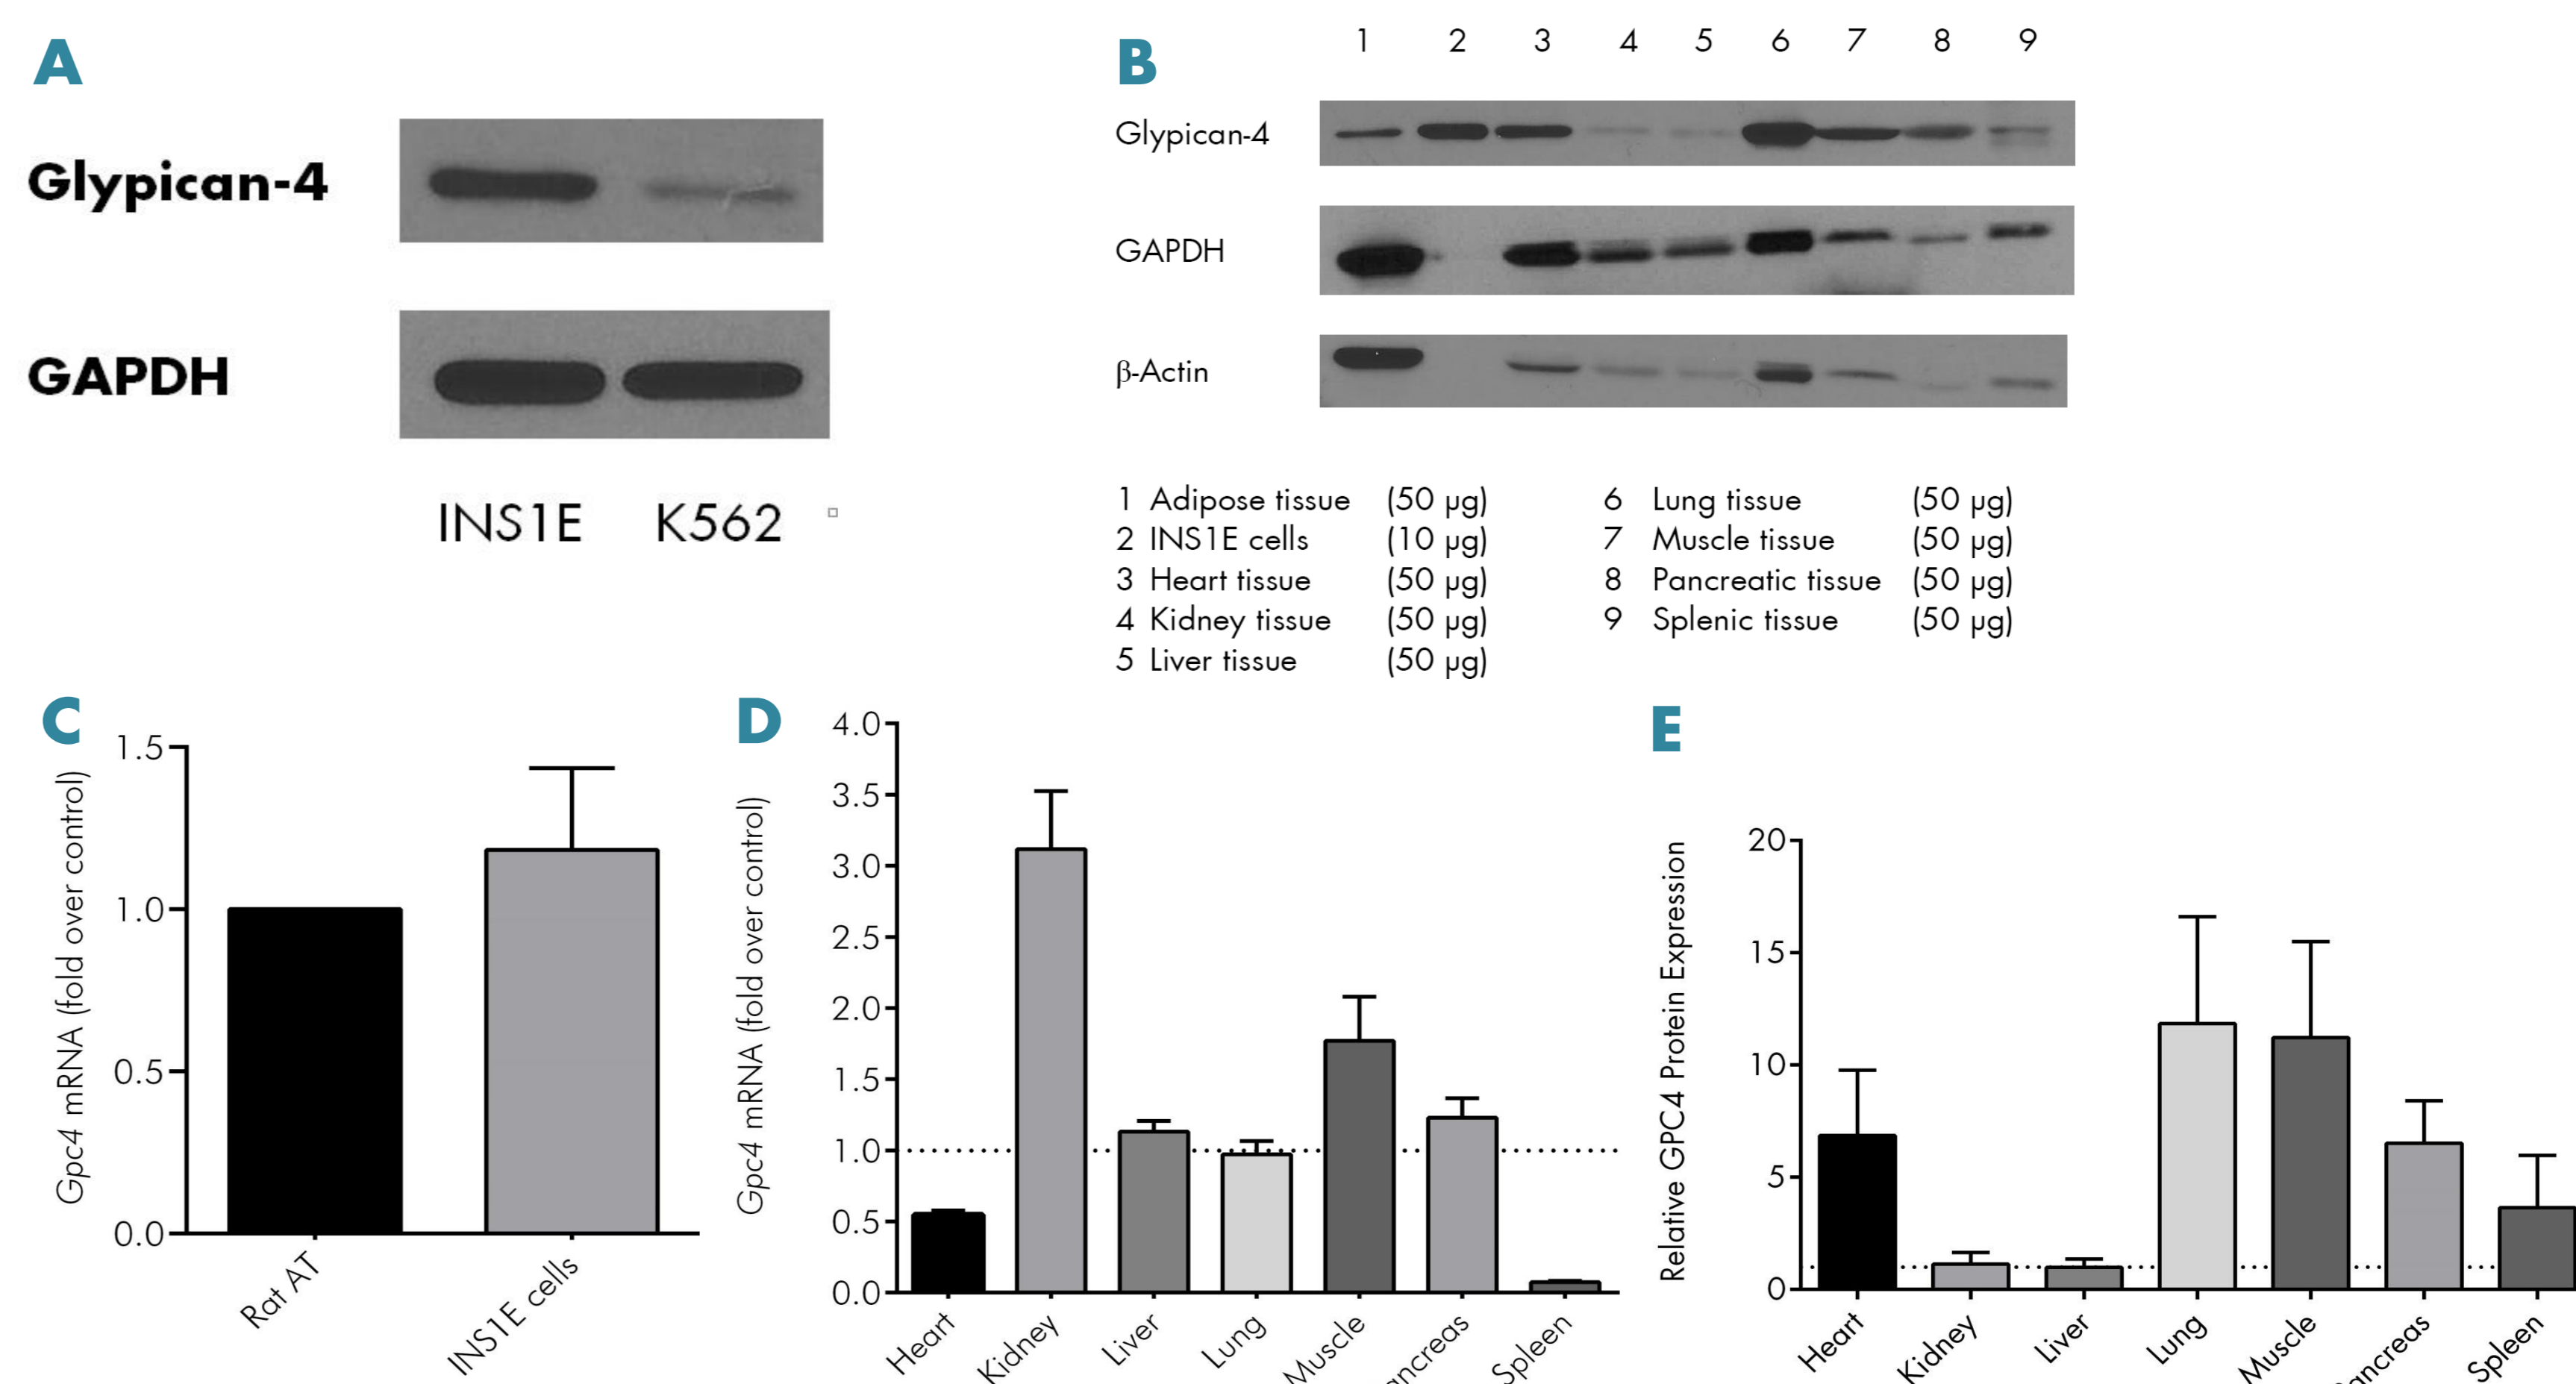 A
Glypican-4
GAPDH
INS1E K562
B
1 2 3 4 5 6 7 8 9
Glypican-4
GAPDH
β-Actin
1 Adipose tissue (50 µg)
2 INS1E cells (10 µg)
3 Heart tissue (50 µg)
4 Kidney tissue (50 µg)
5 Liver tissue (50 µg)
6 Lung tissue (50 µg)
7 Muscle tissue (50 µg)
8 Pancreatic tissue (50 µg)
9 Splenic tissue (50 µg)
C
Gpc4 mRNA (fold over control)
1.5
1.0
0.5
0.0
Rat AT
INS1E cells
D
Gpc4 mRNA (fold over control)
4.0
3.5
3.0
2.5
2.0
1.5
1.0
0.5
0.0
Heart
Kidney
Liver
Lung
Muscle
ancreas
Spleen
E
Relative GPC4 Protein Expression
20
15
10
5
0
Heart
Kidney
Liver
Lung
Muscle
ancreas
Spleen